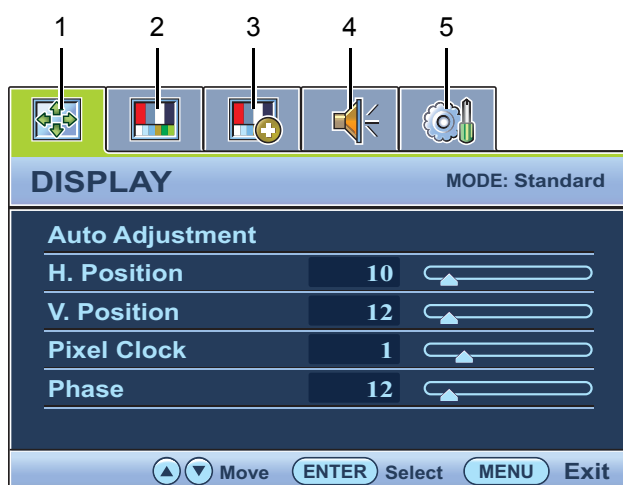 1 2 3 4 5
DISPLAY MODE: Standard
Auto Adjustment
H. Position 10
V. Position 12
Pixel Clock 1
Phase 12
Move ENTER Select MENU Exit